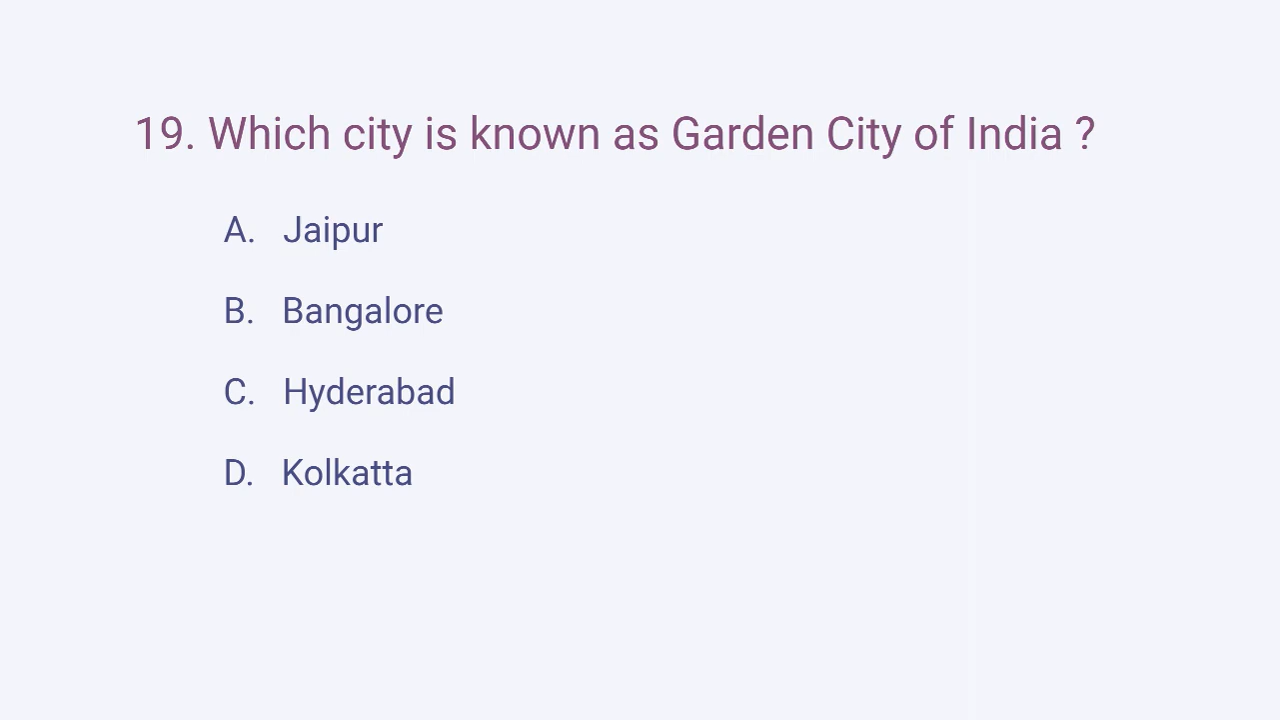 19. Which city is known as Garden City of India ?
A. Jaipur
B. Bangalore
C. Hyderabad
D. Kolkatta